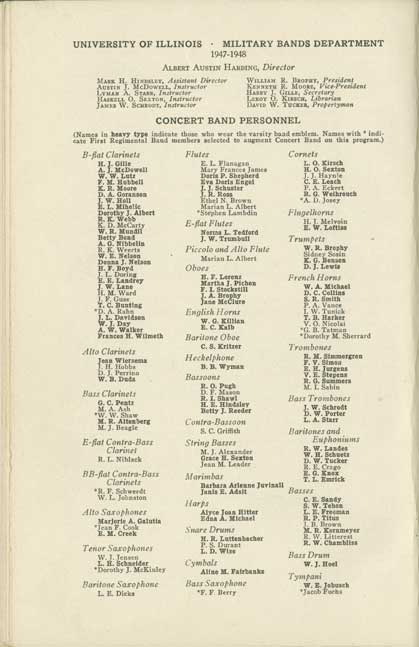 UNIVERSITY OF ILLINOIS · MILITARY BANDS DEPARTMENT
1947-1948
ALBERT AUSTIN HARDING, Director
MARK H. HINDSLEY, Assistant Director
AUSTIN J. MCDOWELL, Instructor
LYMAN A. STARR, Instructor
HASKELL O. SEXTON, Instructor
JAMES W. SCHRODT, Instructor
WILLIAM R. BROPHY, President
KENNETH R. MOORE, Vice-President
HARRY J. GILLE, Secretary
LEROY O. KIRSCH, Librarian
DAVID W. TUCKER, Propertyman
CONCERT BAND PERSONNEL
(Names in heavy type indicate those who wear the varsity band emblem. Names with * indi-
cate First Regimental Band members selected to augment Concert Band on this program.)
B-flat Clarinets
H. J. Gille
A. J. McDowell
W. W. Lutz
F. M. Hubbell
K. R. Moore
D. A. Gorman
J. W. Holl
E. L. Mihelic
Dorothy J. Albert
R. K. Webb
K. D. McCarty
W. R. Mundil
Betty Bond
A. G. Nibbelin
R. K. Weerts
W. E. Nelson
Donna J. Nelson
H. F. Boyd
J. L. Doring
E. E. Landrey
J. W. Lane
H. M. Ward
J. F. Guse
T. C. Bunting
*D. A. Rahn
J. L. Davidson
W. J. Day
A. W. Walker
Frances H. Wilmeth
Alto Clarinets
Jean Wiersema
J. H. Hobbs
D. J. Perrino
W. B. Duda
Bass Clarinets
G. C. Pentz
M. A. Ash
*W. W. Shaw
M. R. Altenberg
M. J. Beagle
E-flat Contra-Bass
Clarinet
R. L. Nibeck
BB-flat Contra-Bass
Clarinets
*R. F. Schwerdt
W. L. Johnston
Alto Saxophones
Marjorie A. Galutia
*Jean F. Cook
B. M. Creek
Tenor Saxophones
W. J. Jensen
L. H. Schneider
*Dorothy J. McKinley
Baritone Saxophone
L. E. Dicks
Flutes
E. L. Flanagan
Mary Frances James
Doris P. Shepherd
Eva Doris Engel
J. J. Schuster
J. R. Ross
Ethel N. Brown
Marian L. Albert
*Stephen Lambdin
E-flat Flutes
Norma L. Tedford
J. W. Trumbull
Piccolo and Alto Flute
Marian L. Albert
Oboes
H. F. Lorenz
Martha J. Pichon
F. I. Stockstill
J. A. Brophy
Jane McClure
English Horns
W. G. Killian
E. C. Kalb
Baritone Oboe
C. S. Kritzer
Heckelphone
B. B. Wyman
Bassoons
R. O. Pugh
D. F. Mason
R. I. Shawl
H. E. Hindsley
Betty J. Reeder
Contra-Bassoon
S. C. Griffith
String Basses
M. J. Alexander
Grace H. Sexton
Jean M. Leader
Marimbas
Barbara Arienne Juvinall
Janis E. Adsit
Harps
Alyce Joan Hitter
Edna A. Michael
Snare Drums
H. R. Luttenbacher
P. S. Durant
L. D. Wise
Cymbals
Aline M. Fairbanks
Bass Saxophone
*F. F. Berry
Cornets
L. O. Kirsch
H. O. Sexton
J. J. Haynie
C. E. Leach
P. A. Eckert
R. G. Weihrauch
*A. D. Josey
Flugelhorns
H. J. Melvoin
E. W. Loftiss
Trumpets
W. R. Brophy
Sidney Sosin
K. G. Benson
D. J. Lewis
French Horns
W. A. Michael
D. C. Collins
S. R. Smith
P. A. Vance
I. W. Tunick
T. B. Harker
V. O. Nicolai
*G. B. Tatman
*Dorothy M. Sherrard
Trombones
R. M. Simmergren
F. V. Simon
E. H. Jurgens
V. E. Stepens
R. G. Summers
M. I. Sabin
Bass Trombones
J. W. Schrodt
D. W. Porter
L. A. Starr
Baritones and
Euphoniums
R. W. Landes
W. H. Schuetz
D. W. Tucker
R. E. Crago
E. G. Knox
T. L. Emrick
Basses
C. E. Sandy
S. W. Tehon
L. E. Freeman
R. P. Titus
J. B. Brown
M. R. Kornmeyer
R. W. Litterest
R. W. Chambliss
Bass Drum
W. J. Hoel
Tympani
W. E. Jobusch
*Jacob Fuchs